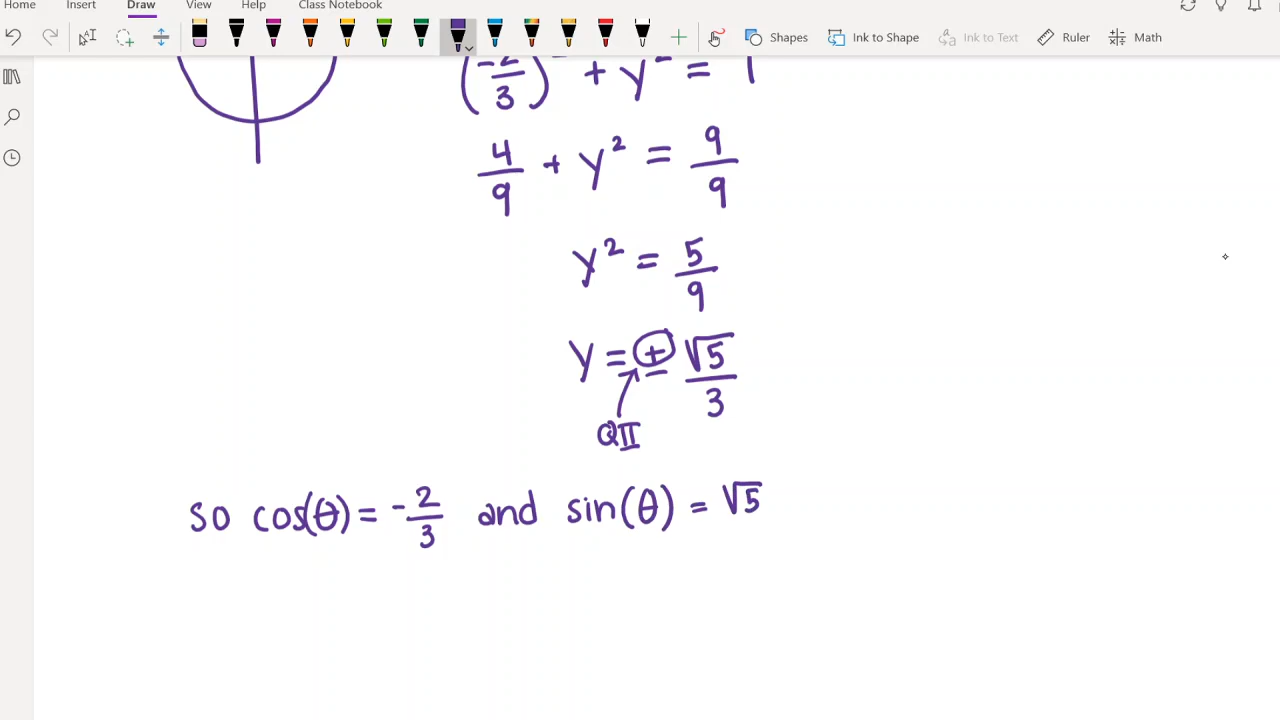 Home Insert Draw View Help Class Notebook
Shapes Ink to Shape Ink to Text Ruler Math
(-2/3)² + y² = 1
4/9 + y² = 9/9
y² = 5/9
y = ± √5/3
QII
so cos(θ) = -2/3 and sin(θ) = √5